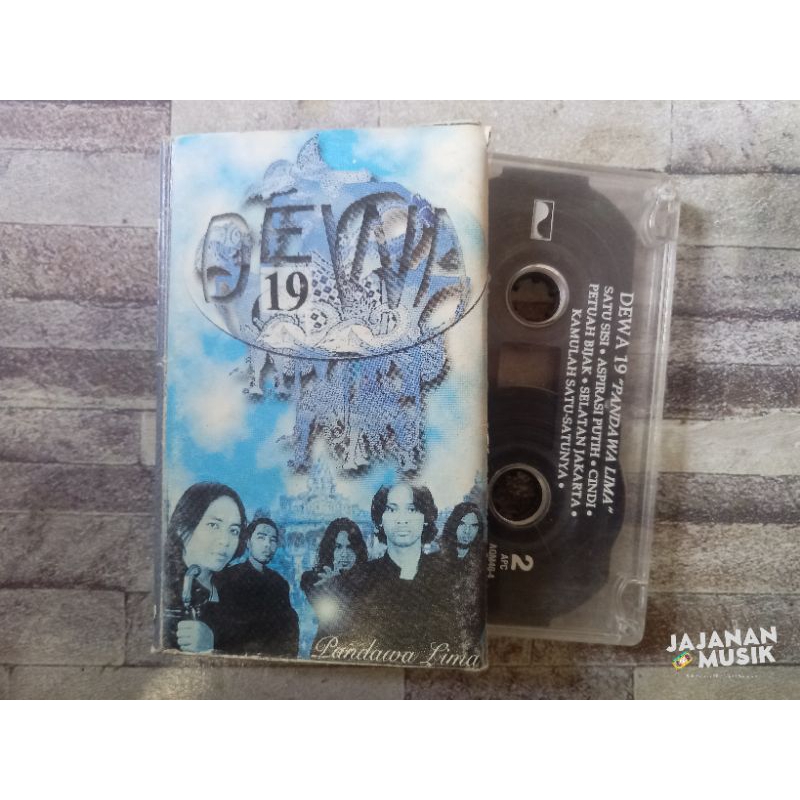 DEWA
19
Pandawa Lima
DEWA 19 "PANDAWA LIMA"
SATU SISI • ASPIRASI PUTIH • CINDI •
PETUAH BIJAK • SELATAN JAKARTA •
KAMULAH SATU-SATUNYA •
2
APC
JAJANAN
MUSIK